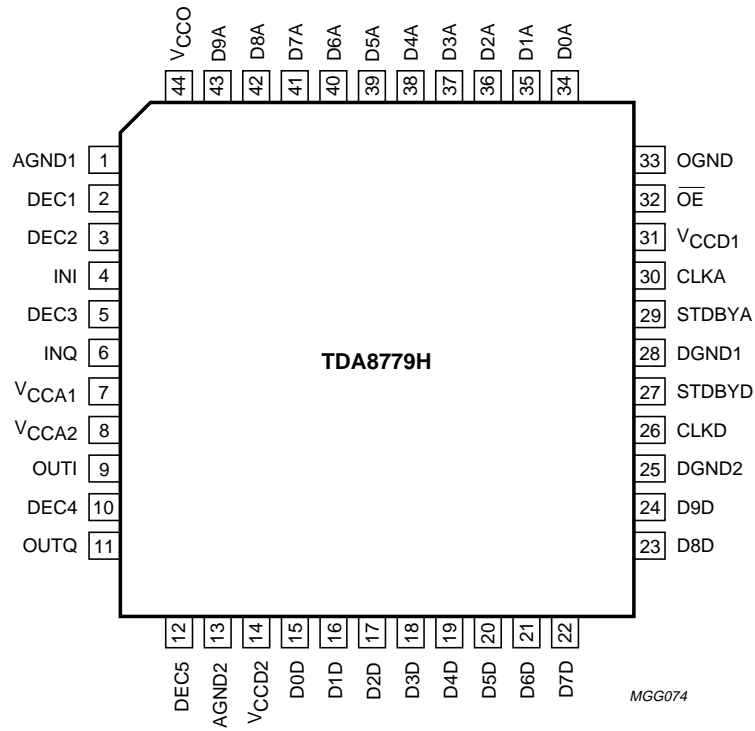 VCCO D9A D8A D7A D6A D5A D4A D3A D2A D1A D0A
44 43 42 41 40 39 38 37 36 35 34
AGND1 1
DEC1 2
DEC2 3
INI 4
DEC3 5
INQ 6
VCCA1 7
VCCA2 8
OUTI 9
DEC4 10
OUTQ 11
TDA8779H
33 OGND
32 O̅E̅
31 VCCD1
30 CLKA
29 STDBYA
28 DGND1
27 STDBYD
26 CLKD
25 DGND2
24 D9D
23 D8D
12 13 14 15 16 17 18 19 20 21 22
DEC5 AGND2 VCCD2 D0D D1D D2D D3D D4D D5D D6D D7D
MGG074